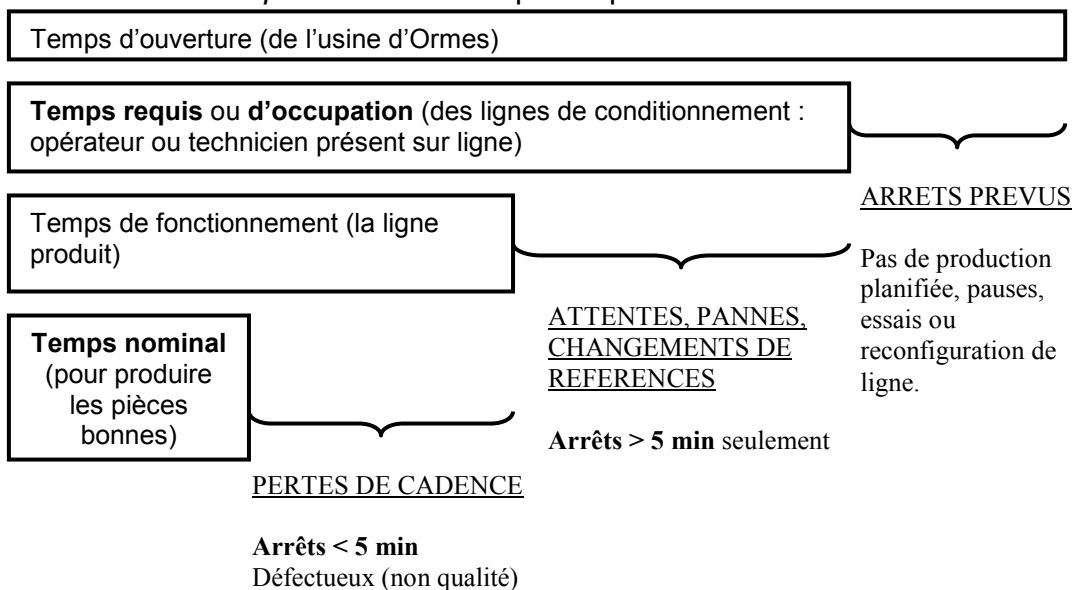 Temps d’ouverture (de l’usine d’Ormes)
Temps requis ou d’occupation (des lignes de conditionnement :
opérateur ou technicien présent sur ligne)
ARRETS PREVUS
Pas de production
planifiée, pauses,
essais ou
reconfiguration de
ligne.
Temps de fonctionnement (la ligne
produit)
ATTENTES, PANNES,
CHANGEMENTS DE
REFERENCES
Arrêts > 5 min seulement
Temps nominal
(pour produire
les pièces
bonnes)
PERTES DE CADENCE
Arrêts < 5 min
Défectueux (non qualité)